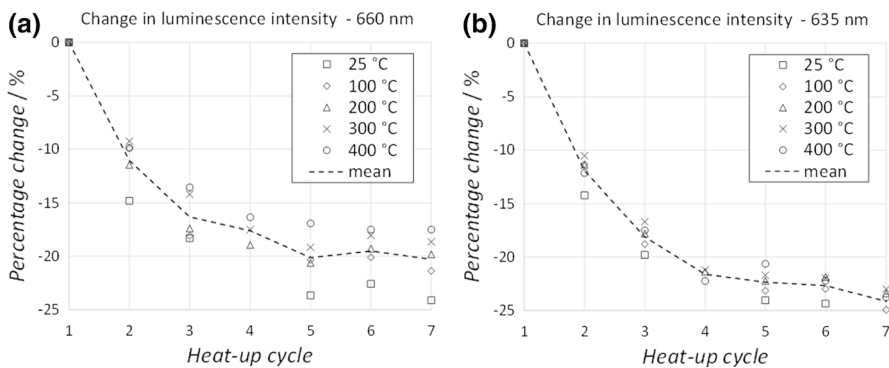 (a) Change in luminescence intensity - 660 nm
Percentage change / %
0
-5
-10
-15
-20
-25
25 °C
100 °C
200 °C
300 °C
400 °C
mean
1 2 3 4 5 6 7
Heat-up cycle
(b) Change in luminescence intensity - 635 nm
Percentage change / %
0
-5
-10
-15
-20
-25
25 °C
100 °C
200 °C
300 °C
400 °C
mean
1 2 3 4 5 6 7
Heat-up cycle